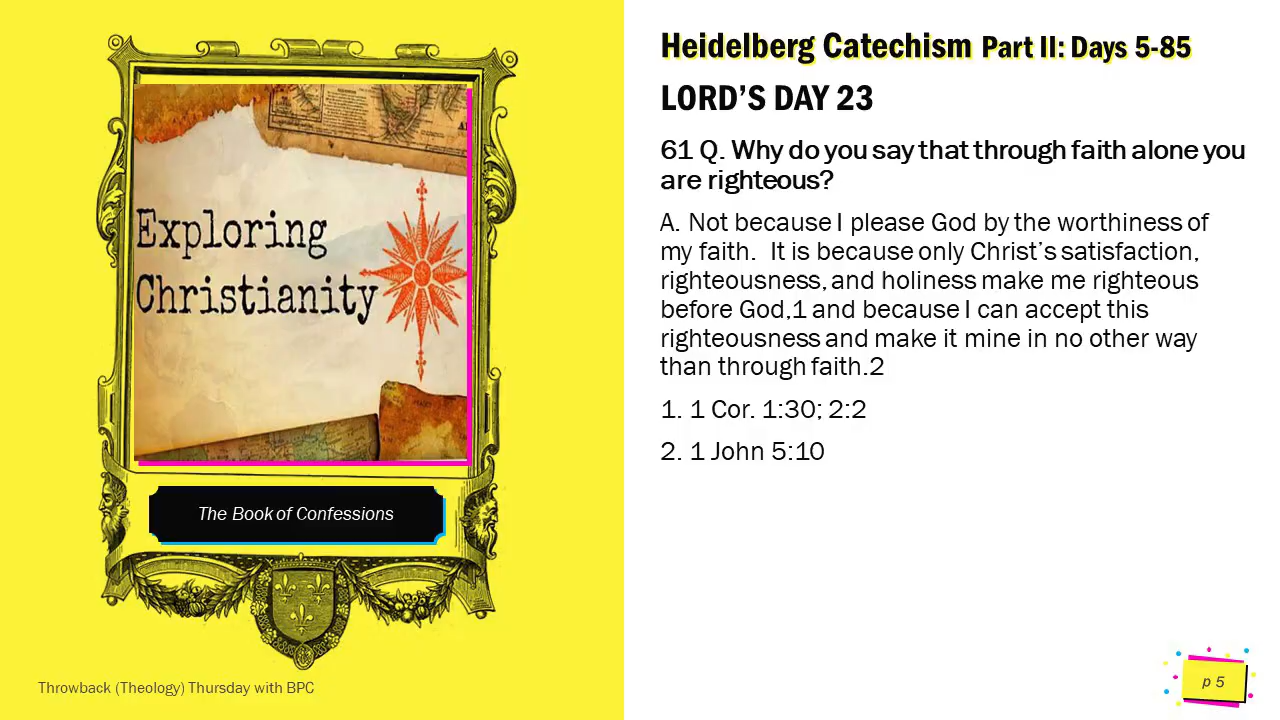 Exploring
Christianity
The Book of Confessions
Throwback (Theology) Thursday with BPC
Heidelberg Catechism Part II: Days 5-85
LORD’S DAY 23
61 Q. Why do you say that through faith alone you
are righteous?
A. Not because I please God by the worthiness of
my faith.  It is because only Christ’s satisfaction,
righteousness, and holiness make me righteous
before God,1 and because I can accept this
righteousness and make it mine in no other way
than through faith.2
1. 1 Cor. 1:30; 2:2
2. 1 John 5:10
p 5